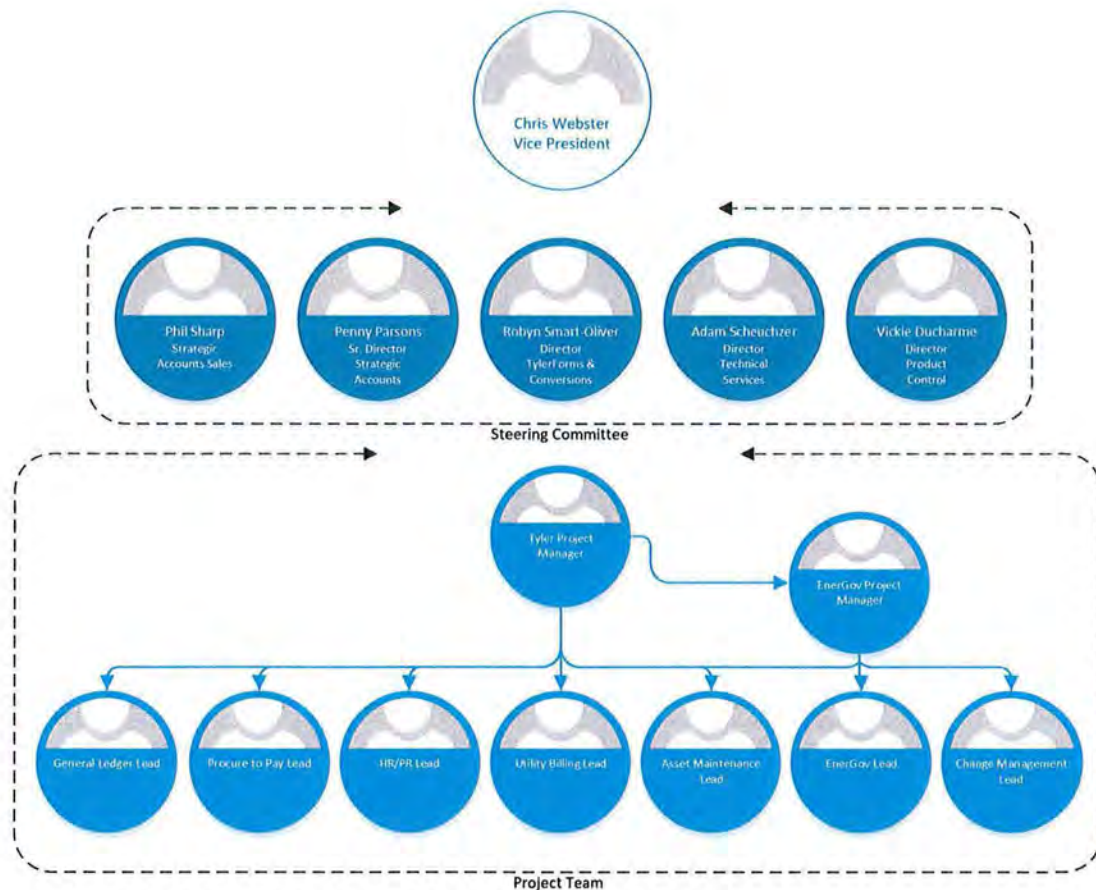 Chris Webster
Vice President
Phil Sharp
Strategic
Accounts Sales
Penny Parsons
Sr. Director
Strategic
Accounts
Robyn Smart-Oliver
Director
TylerForms &
Conversions
Adam Scheuchzer
Director
Technical
Services
Vickie Ducharme
Director
Product
Control
Steering Committee
Tyler Project
Manager
EnerGov Project
Manager
General Ledger Lead
Procure to Pay Lead
HR/PR Lead
Utility Billing Lead
Asset Maintenance
Lead
EnerGov Lead
Change Management
Lead
Project Team